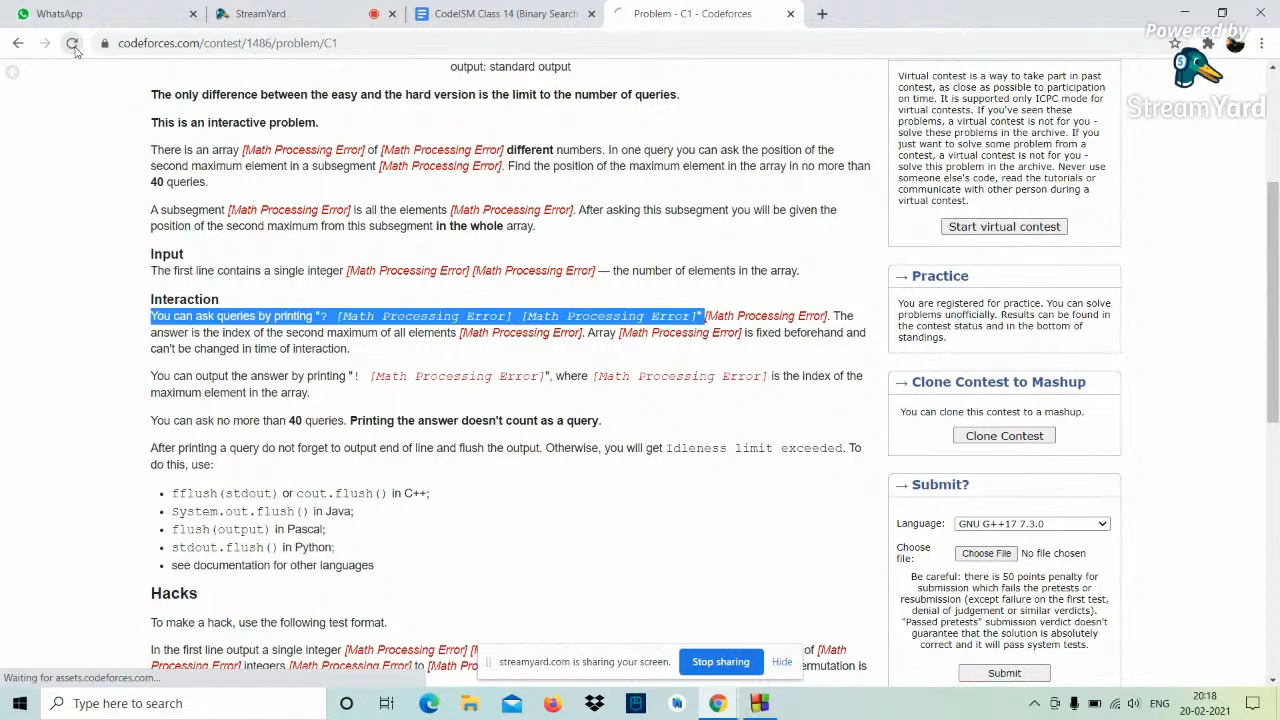 WhatsApp
StreamYard
CodeISM Class 14 (Binary Search
Problem - C1 - Codeforces
codeforces.com/contest/1486/problem/C1
Powered by
StreamYard
output: standard output
The only difference between the easy and the hard version is the limit to the number of queries.
This is an interactive problem.
There is an array [Math Processing Error] of [Math Processing Error] different numbers. In one query you can ask the position of the
second maximum element in a subsegment [Math Processing Error]. Find the position of the maximum element in the array in no more than
40 queries.
A subsegment [Math Processing Error] is all the elements [Math Processing Error]. After asking this subsegment you will be given the
position of the second maximum from this subsegment in the whole array.
Input
The first line contains a single integer [Math Processing Error] [Math Processing Error] — the number of elements in the array.
Interaction
You can ask queries by printing "? [Math Processing Error] [Math Processing Error]" [Math Processing Error]. The
answer is the index of the second maximum of all elements [Math Processing Error]. Array [Math Processing Error] is fixed beforehand and
can't be changed in time of interaction.
You can output the answer by printing "! [Math Processing Error]", where [Math Processing Error] is the index of the
maximum element in the array.
You can ask no more than 40 queries. Printing the answer doesn't count as a query.
After printing a query do not forget to output end of line and flush the output. Otherwise, you will get Idleness limit exceeded. To
do this, use:
• fflush(stdout) or cout.flush() in C++;
• System.out.flush() in Java;
• flush(output) in Pascal;
• stdout.flush() in Python;
• see documentation for other languages
Hacks
To make a hack, use the following test format.
In the first line output a single integer [Math Processing Error]
of [Math
Processing Error] integers [Math Processing Error] to
permutation is
Virtual contest is a way to take part in past
contest, as close as possible to participation
on time. It is supported only ICPC mode for
virtual contests. If you've seen these
problems, a virtual contest is not for you -
solve these problems in the archive. If you
just want to solve some problem from a
contest, a virtual contest is not for you -
solve this problem in the archive. Never use
someone else's code, read the tutorials or
communicate with other person during a
virtual contest.
Start virtual contest
→ Practice
You are registered for practice. You can solve
problems unofficially. Results can be found
in the contest status and in the bottom of
standings.
→ Clone Contest to Mashup
You can clone this contest to a mashup.
Clone Contest
→ Submit?
Language:
GNU G++17 7.3.0
Choose
file:
Choose File No file chosen
Be careful: there is 50 points penalty for
submission which fails the pretests or
resubmission (except failure on the first test,
denial of judgement or similar verdicts).
"Passed pretests" submission verdict doesn't
guarantee that the solution is absolutely
correct and it will pass system tests.
Submit
streamyard.com is sharing your screen.
Stop sharing
Hide
Waiting for assets.codeforces.com...
Type here to search
ENG
20:18
20-02-2021